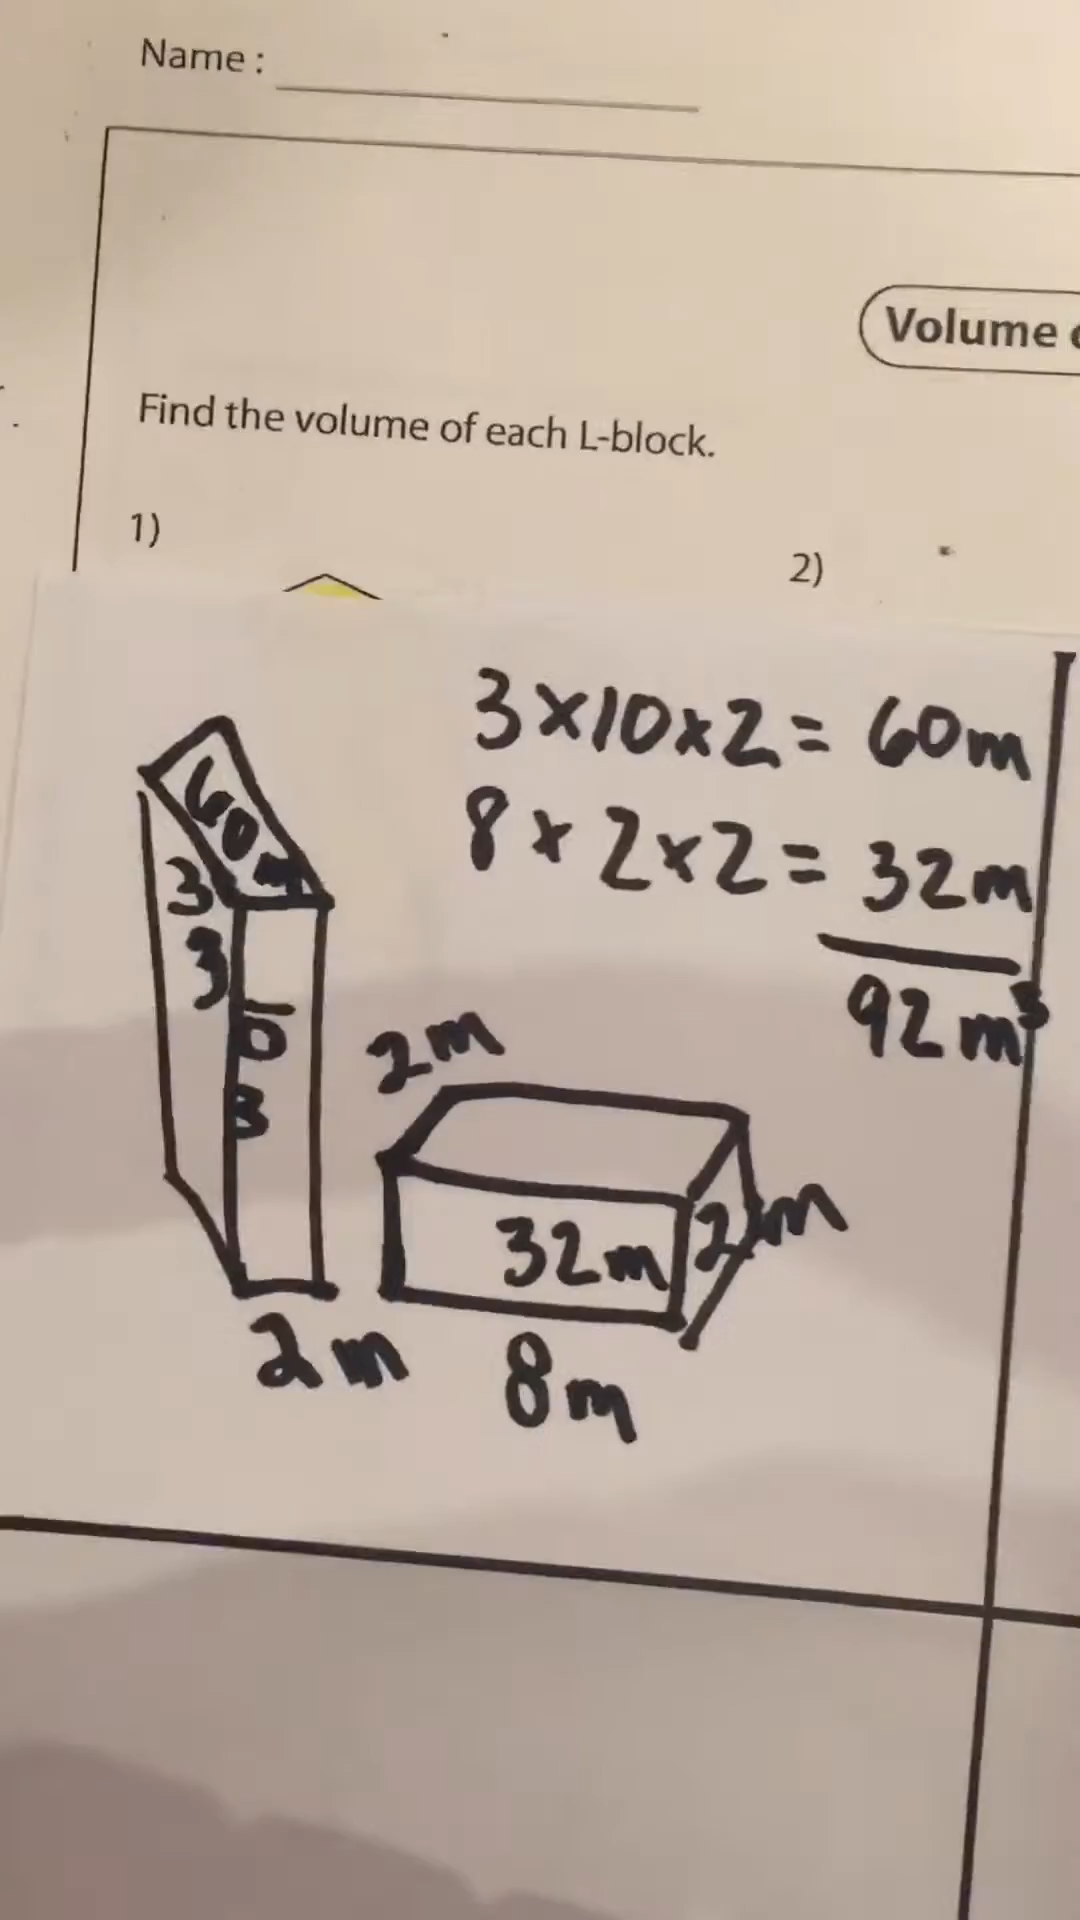 Name :
Volume
Find the volume of each L-block.
1)
2)
3×10×2= 60m
8×2×2= 32m
92m³
60m
3
3
10
3
2m
32m
2m
2m
8m